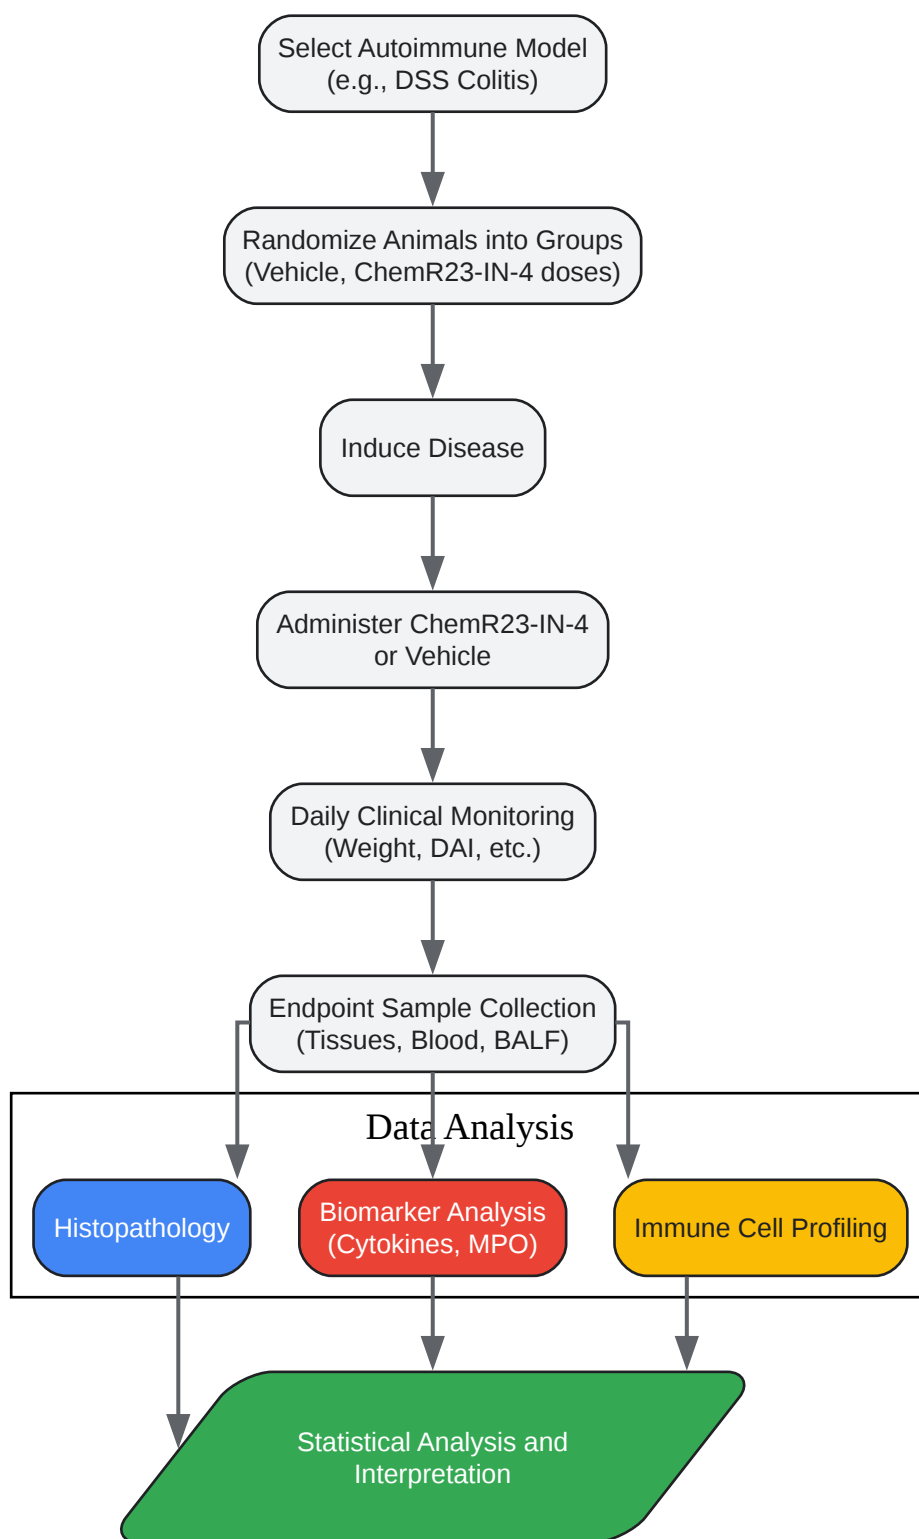 Select Autoimmune Model
(e.g., DSS Colitis)
Randomize Animals into Groups
(Vehicle, ChemR23-IN-4 doses)
Induce Disease
Administer ChemR23-IN-4
or Vehicle
Daily Clinical Monitoring
(Weight, DAI, etc.)
Endpoint Sample Collection
(Tissues, Blood, BALF)
Data Analysis
Histopathology
Biomarker Analysis
(Cytokines, MPO)
Immune Cell Profiling
Statistical Analysis and
Interpretation